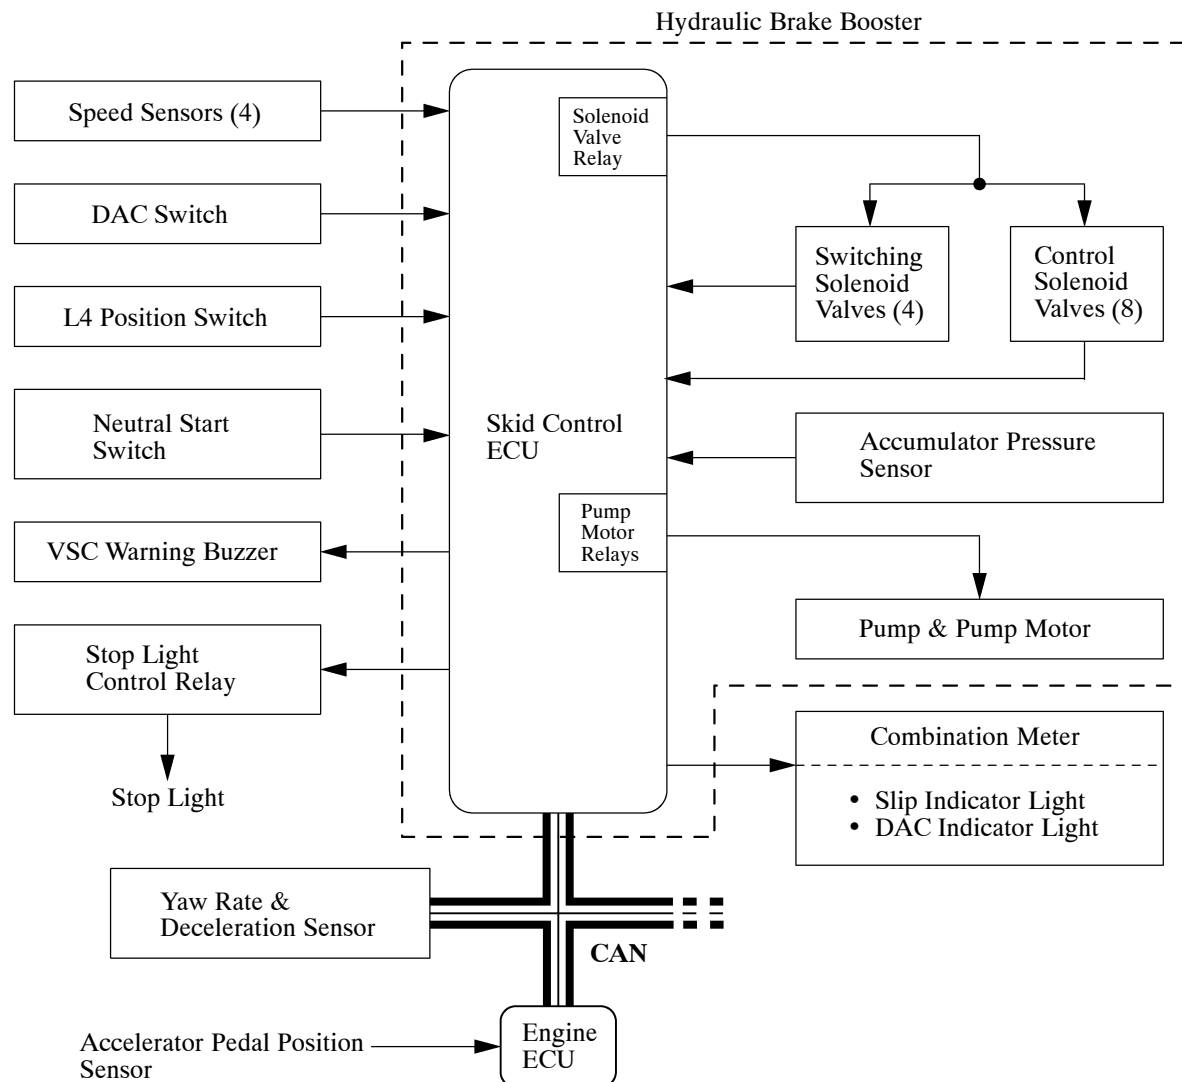 Hydraulic Brake Booster
Speed Sensors (4)
DAC Switch
L4 Position Switch
Neutral Start
Switch
VSC Warning Buzzer
Stop Light
Control Relay
Stop Light
Skid Control
ECU
Solenoid
Valve
Relay
Switching
Solenoid
Valves (4)
Control
Solenoid
Valves (8)
Accumulator Pressure
Sensor
Pump
Motor
Relays
Pump & Pump Motor
Combination Meter
• Slip Indicator Light
• DAC Indicator Light
Yaw Rate &
Deceleration Sensor
CAN
Accelerator Pedal Position
Sensor
Engine
ECU